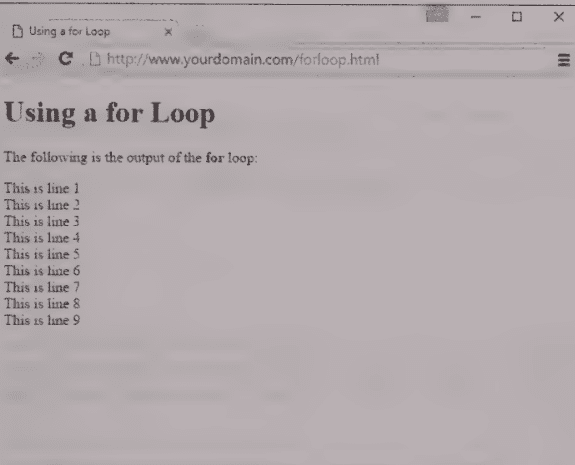 Using a for Loop
http://www.yourdomain.com/forloop.html
Using a for Loop
The following is the output of the for loop:
This is line 1
This is line 2
This is line 3
This is line 4
This is line 5
This is line 6
This is line 7
This is line 8
This is line 9